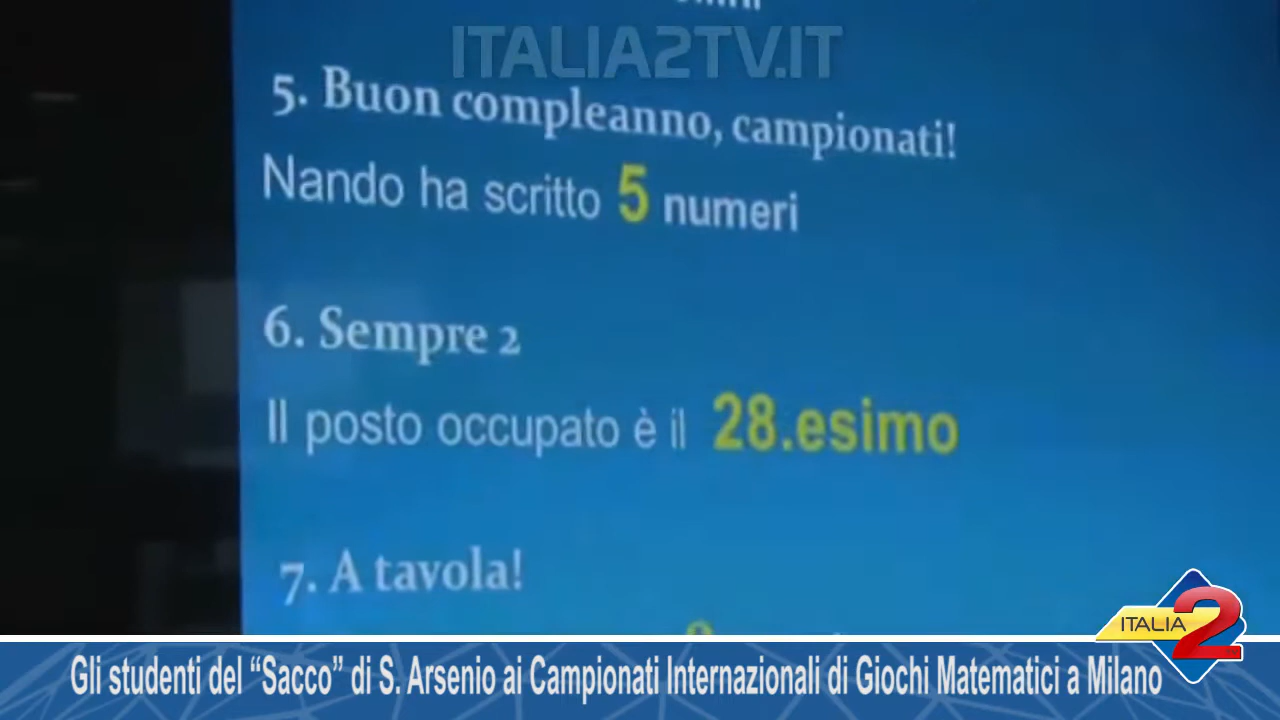 ITALIA2TV.IT
5. Buon compleanno, campionati!
Nando ha scritto 5 numeri
6. Sempre 2
Il posto occupato è il 28.esimo
7. A tavola!
ITALIA 2
Gli studenti del “Sacco” di S. Arsenio ai Campionati Internazionali di Giochi Matematici a Milano